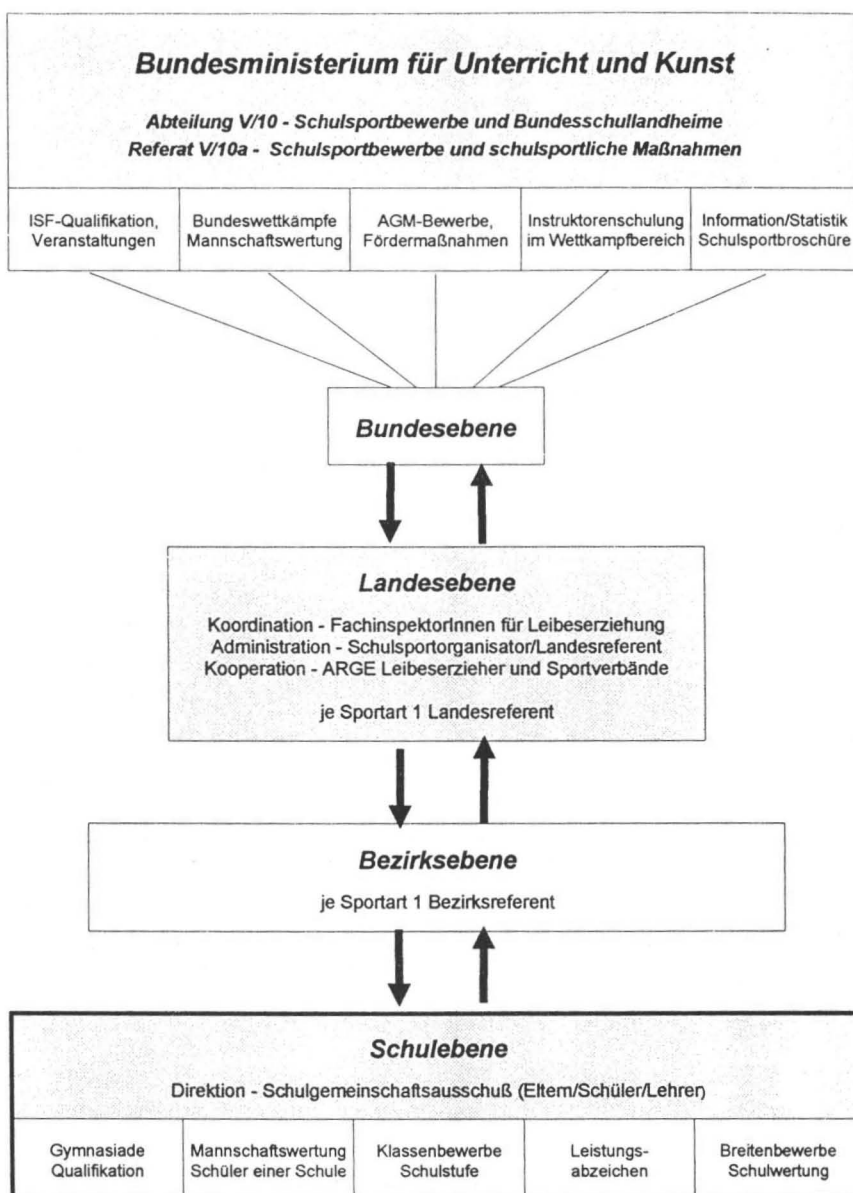 Bundesministerium für Unterricht und Kunst
Abteilung V/10 - Schulsportbewerbe und Bundesschullandheime
Referat V/10a - Schulsportbewerbe und schulsportliche Maßnahmen
ISF-Qualifikation,
Veranstaltungen
Bundeswettkämpfe
Mannschaftswertung
AGM-Bewerbe,
Fördermaßnahmen
Instruktorenschulung
im Wettkampfbereich
Information/Statistik
Schulsportbroschüre
Bundesebene
Landesebene
Koordination - FachinspektorInnen für Leibeserziehung
Administration - Schulsportorganisator/Landesreferent
Kooperation - ARGE Leibeserzieher und Sportverbände
je Sportart 1 Landesreferent
Bezirksebene
je Sportart 1 Bezirksreferent
Schulebene
Direktion - Schulgemeinschaftsausschuß (Eltern/Schüler/Lehrer)
Gymnasiade
Qualifikation
Mannschaftswertung
Schüler einer Schule
Klassenbewerbe
Schulstufe
Leistungs-
abzeichen
Breitenbewerbe
Schulwertung